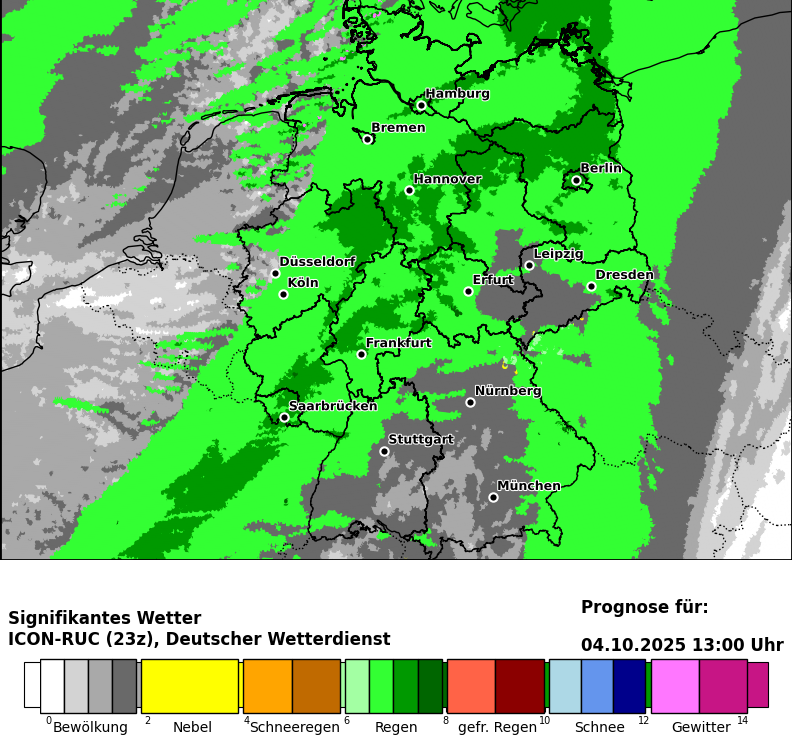 Hamburg
Bremen
Berlin
Hannover
Leipzig
Düsseldorf
Dresden
Köln
Erfurt
Frankfurt
Nürnberg
Saarbrücken
Stuttgart
München
Prognose für:
Signifikantes Wetter
ICON-RUC (23z), Deutscher Wetterdienst
04.10.2025 13:00 Uhr
0 2 4 6 8 10 12 14
Bewölkung Nebel Schneeregen Regen gefr. Regen Schnee Gewitter